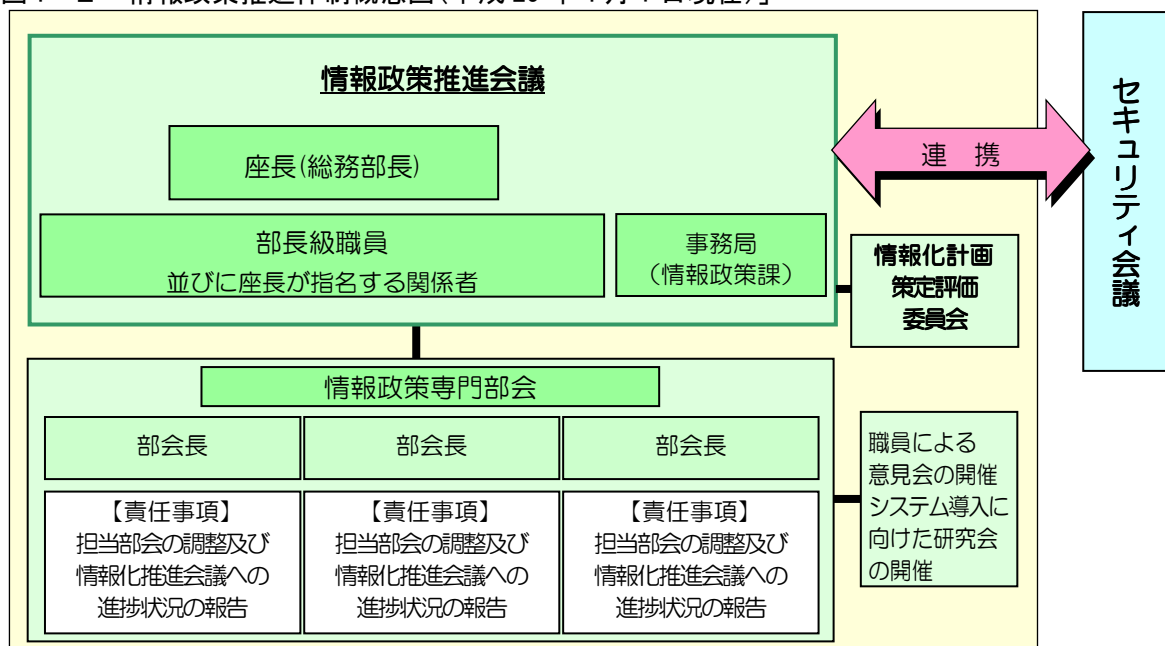 情報政策推進会議
座長(総務部長)
部長級職員
並びに座長が指名する関係者
事務局
(情報政策課)
連 携
セキュリティ会議
情報化計画
策定評価
委員会
情報政策専門部会
部会長
部会長
部会長
【責任事項】
担当部会の調整及び
情報化推進会議への
進捗状況の報告
【責任事項】
担当部会の調整及び
情報化推進会議への
進捗状況の報告
【責任事項】
担当部会の調整及び
情報化推進会議への
進捗状況の報告
職員による
意見会の開催
システム導入に
向けた研究会
の開催